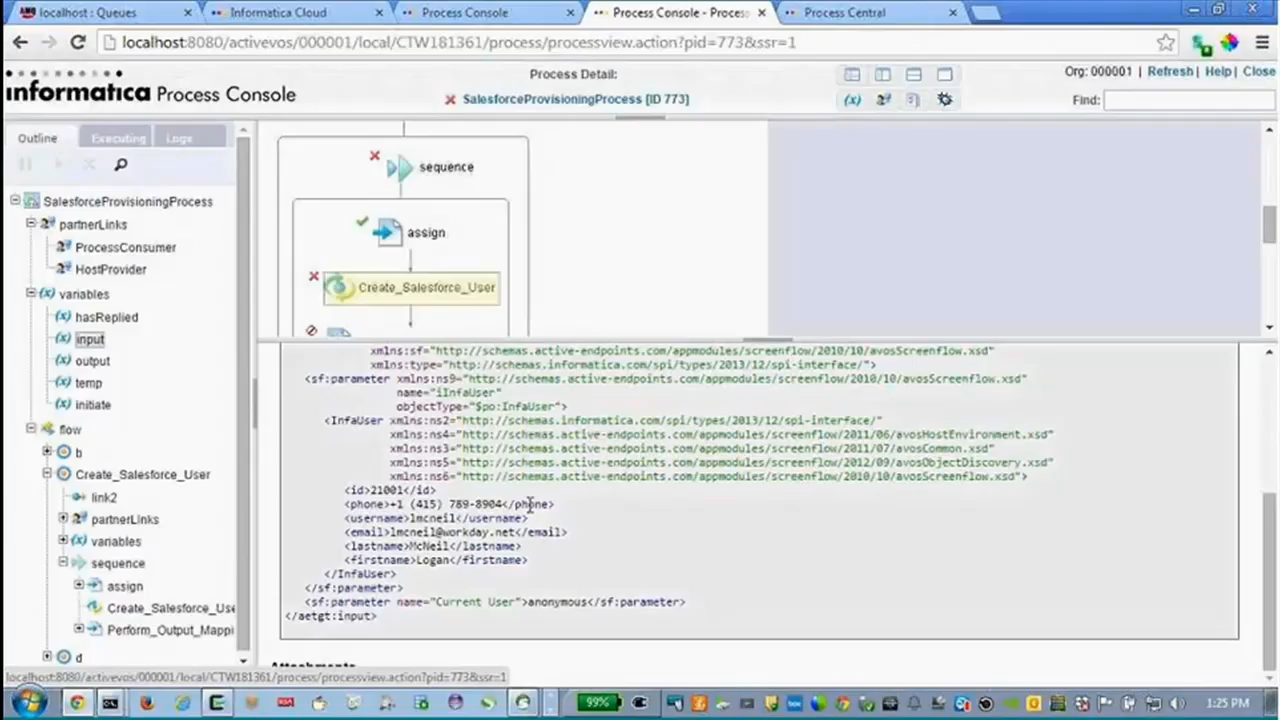 localhost : Queues
Informatica Cloud
Process Console
Process Console - Proces
Process Central
localhost:8080/activevos/000001/local/CTW181361/process/processview.action?pid=773&ssr=1
informatica Process Console
Process Detail:
SalesforceProvisioningProcess [ID 773]
Org: 000001 | Refresh | Help | Close
Find:
Outline
Executing
Logs
SalesforceProvisioningProcess
partnerLinks
ProcessConsumer
HostProvider
(x) variables
(x) hasReplied
(x) input
(x) output
(x) temp
(x) initiate
flow
b
Create_Salesforce_User
link2
partnerLinks
(x) variables
sequence
assign
Create_Salesforce_Use
Perform_Output_Mappi
d
sequence
assign
Create_Salesforce_User
xmlns:sf="http://schemas.active-endpoints.com/appmodules/screenflow/2010/10/avosScreenflow.xsd"
xmlns:type="http://schemas.informatica.com/spi/types/2013/12/spi-interface/">
<sf:parameter xmlns:ns9="http://schemas.active-endpoints.com/appmodules/screenflow/2010/10/avosScreenflow.xsd"
name="iInfaUser"
objectType="$po:InfaUser">
<InfaUser xmlns:ns2="http://schemas.informatica.com/spi/types/2013/12/spi-interface/"
xmlns:ns4="http://schemas.active-endpoints.com/appmodules/screenflow/2011/06/avosHostEnvironment.xsd"
xmlns:ns3="http://schemas.active-endpoints.com/appmodules/screenflow/2011/07/avosCommon.xsd"
xmlns:ns5="http://schemas.active-endpoints.com/appmodules/screenflow/2012/09/avosObjectDiscovery.xsd"
xmlns:ns6="http://schemas.active-endpoints.com/appmodules/screenflow/2010/10/avosScreenflow.xsd">
<id>21001</id>
<phone>+1 (415) 789-8904</phone>
<username>lmcneil</username>
<email>lmcneil@workday.net</email>
<lastname>McNeil</lastname>
<firstname>Logan</firstname>
</InfaUser>
</sf:parameter>
<sf:parameter name="Current User">anonymous</sf:parameter>
</aetgt:input>
Attachments
localhost:8080/activevos/000001/local/CTW181361/process/processview.action?pid=773&ssr=1
99%
1:25 PM